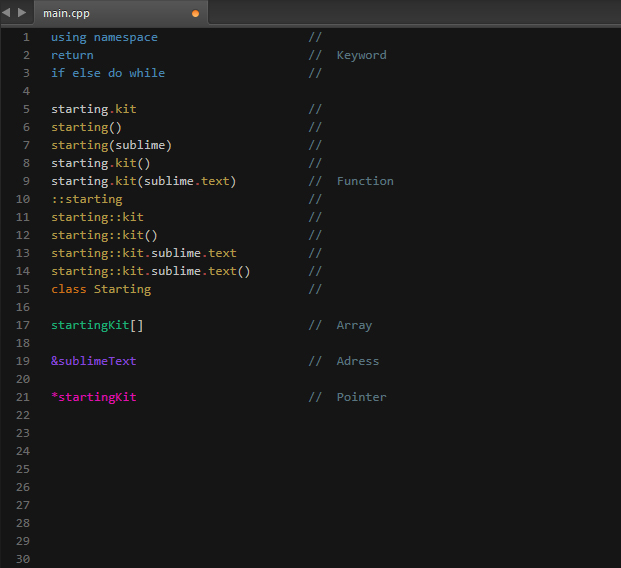 main.cpp
1 using namespace //
2 return // Keyword
3 if else do while //
4
5 starting.kit //
6 starting() //
7 starting(sublime) //
8 starting.kit() //
9 starting.kit(sublime.text) // Function
10 ::starting //
11 starting::kit //
12 starting::kit() //
13 starting::kit.sublime.text //
14 starting::kit.sublime.text() //
15 class Starting //
16
17 startingKit[] // Array
18
19 &sublimeText // Adress
20
21 *startingKit // Pointer
22
23
24
25
26
27
28
29
30